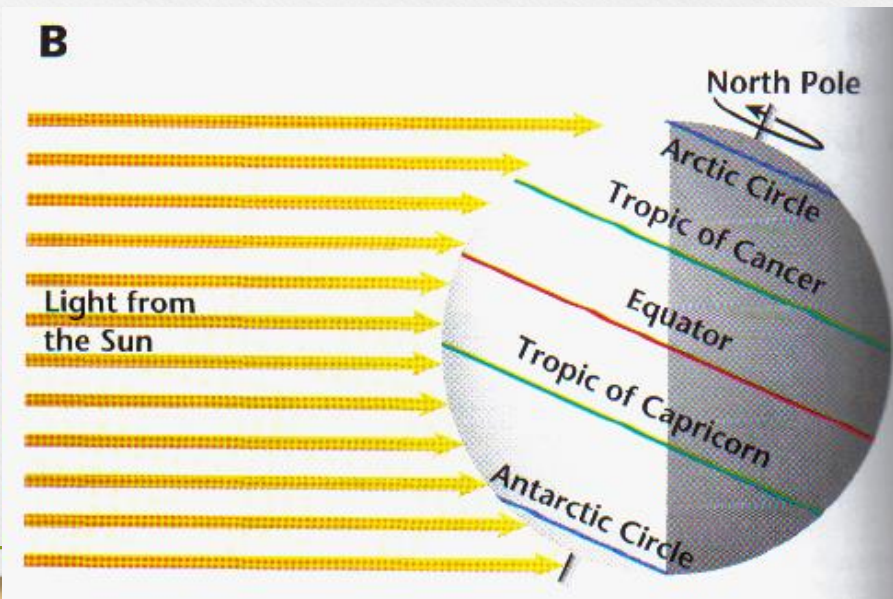 B
North Pole
Arctic Circle
Tropic of Cancer
Equator
Light from
the Sun
Tropic of Capricorn
Antarctic Circle